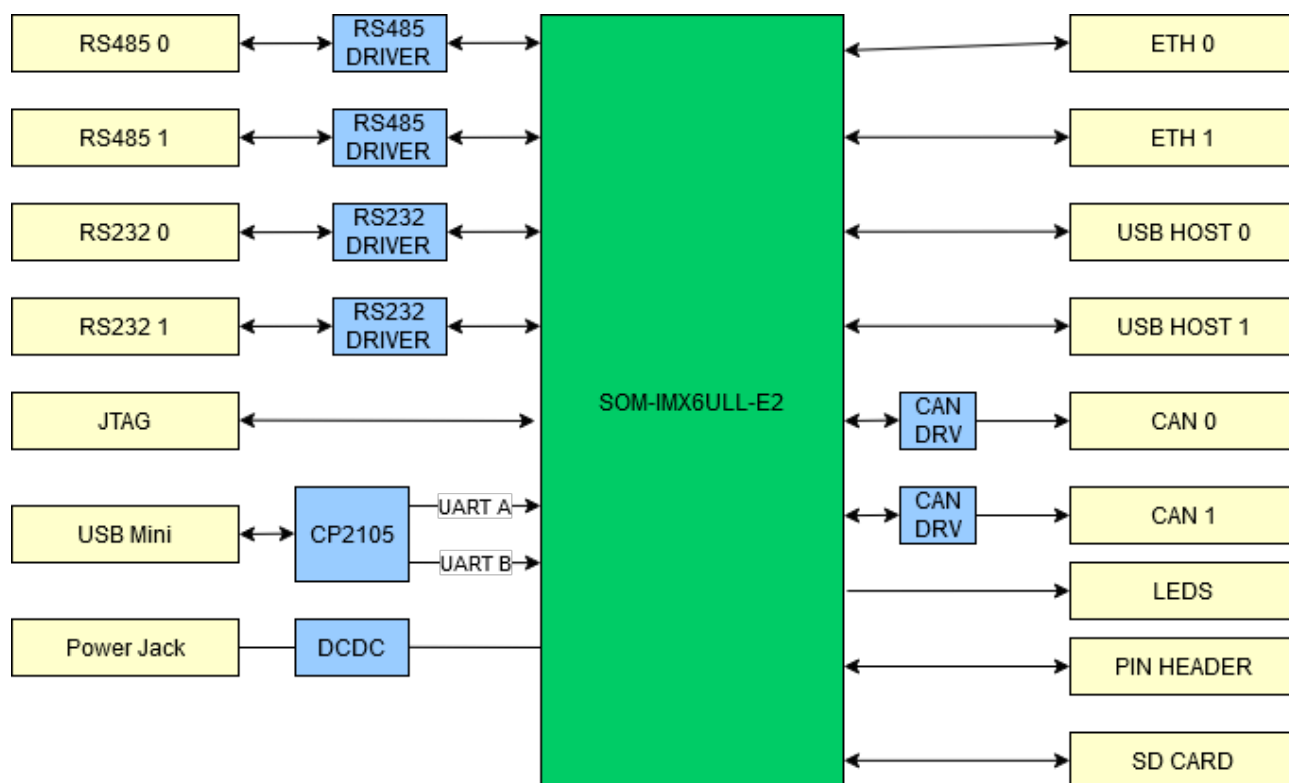 RS485 0
RS485
DRIVER
ETH 0
RS485 1
RS485
DRIVER
ETH 1
RS232 0
RS232
DRIVER
USB HOST 0
RS232 1
RS232
DRIVER
USB HOST 1
SOM-IMX6ULL-E2
JTAG
CAN
DRV
CAN 0
USB Mini
CP2105
UART A
UART B
CAN
DRV
CAN 1
LEDS
Power Jack
DCDC
PIN HEADER
SD CARD